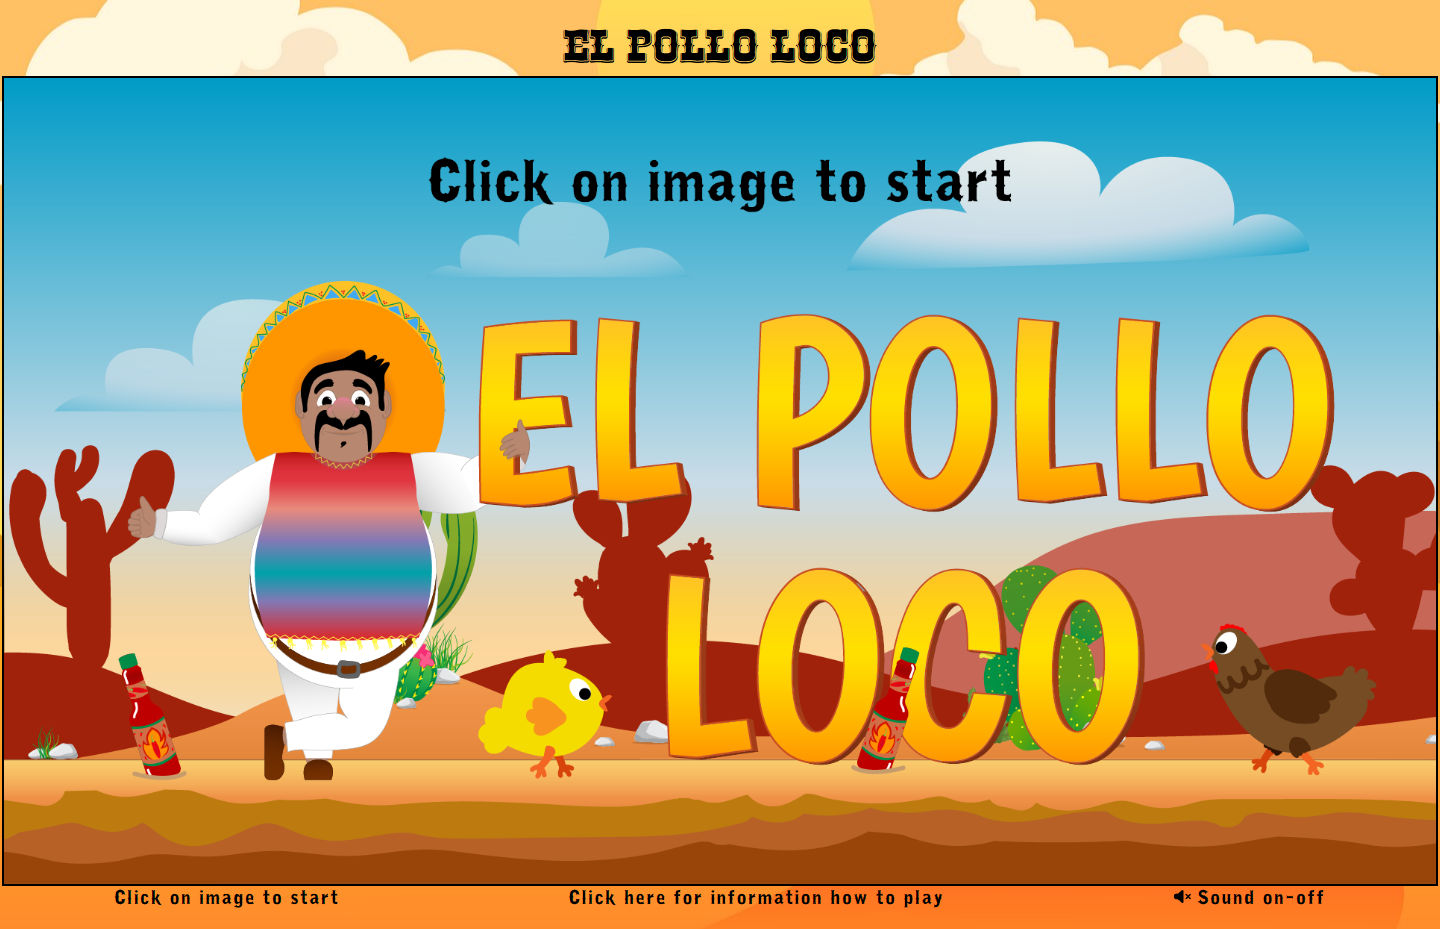 EL POLLO LOCO
Click on image to start
EL POLLO
LOCO
Click on image to start
Click here for information how to play
Sound on-off